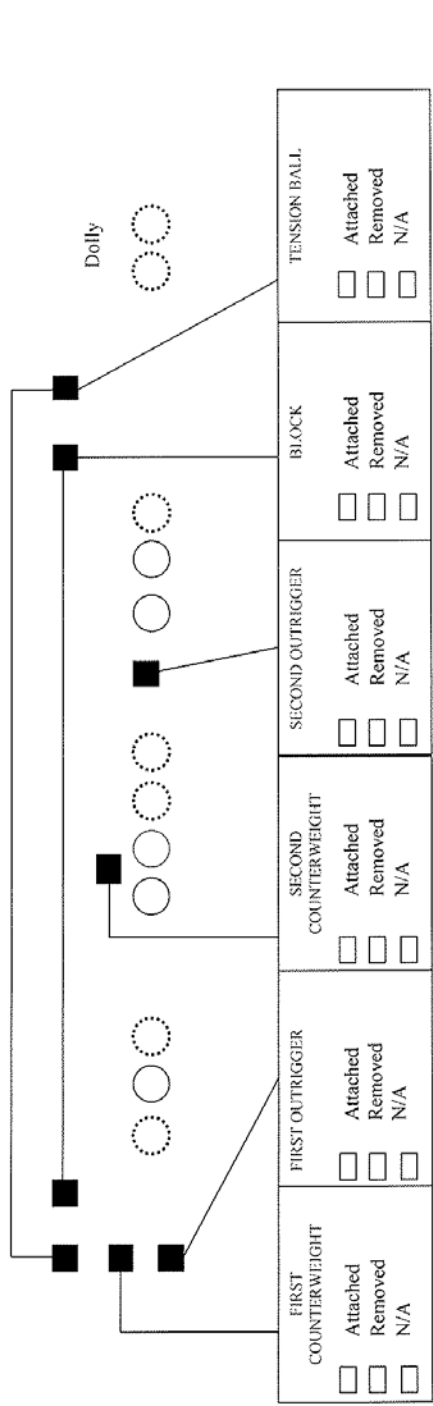 Dolly
FIRST
COUNTERWEIGHT
Attached
Removed
N/A
FIRST OUTRIGGER
Attached
Removed
N/A
SECOND
COUNTERWEIGHT
Attached
Removed
N/A
SECOND OUTRIGGER
Attached
Removed
N/A
BLOCK
Attached
Removed
N/A
TENSION BALL
Attached
Removed
N/A